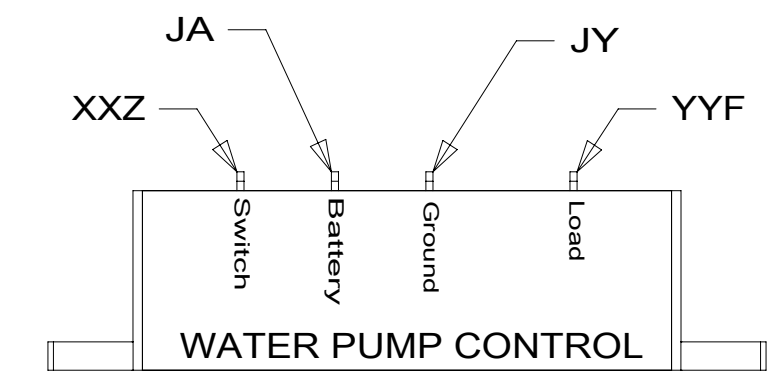 JA
JY
XXZ
YYF
Switch
Battery
Ground
Load
WATER PUMP CONTROL